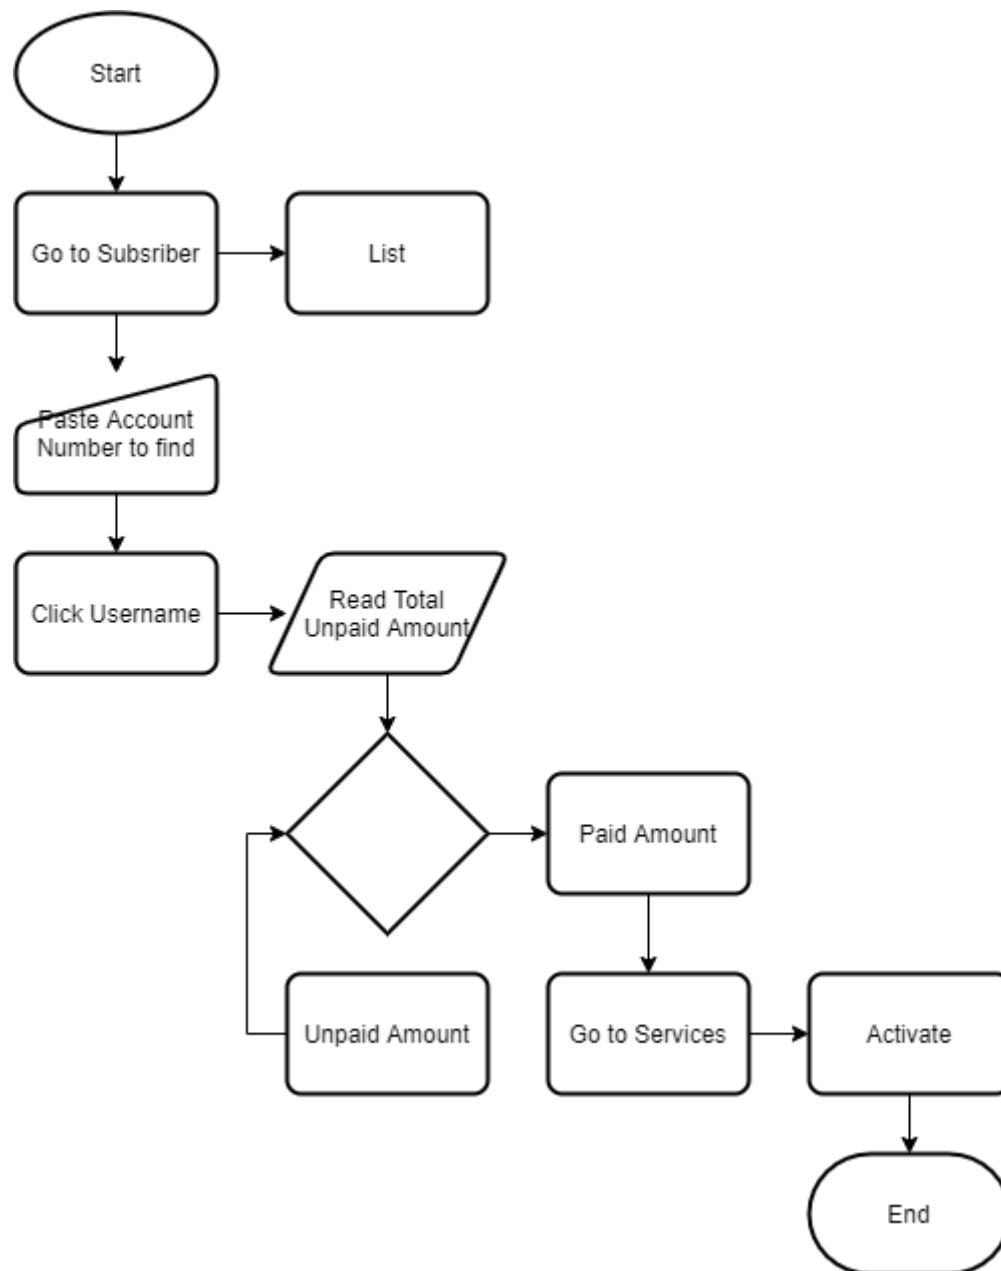 Start
Go to Subsriber
List
Paste Account
Number to find
Click Username
Read Total
Unpaid Amount
Paid Amount
Unpaid Amount
Go to Services
Activate
End